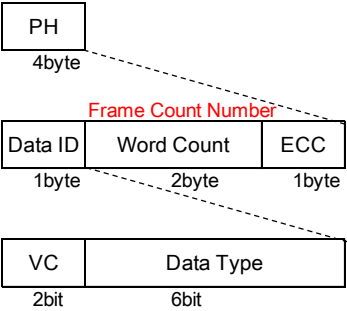 PH
4byte
Frame Count Number
Data ID Word Count ECC
1byte 2byte 1byte
VC Data Type
2bit 6bit